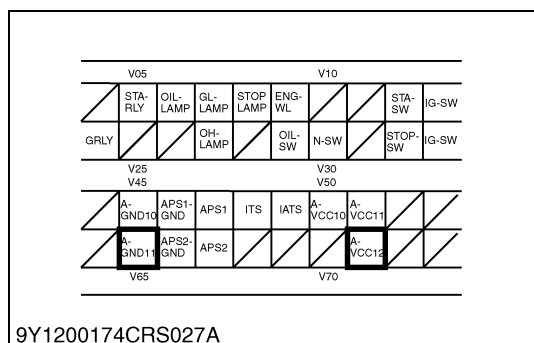 V05 V10
STA- OIL- GL- STOP ENG- STA- IG-SW
RLY LAMP LAMP LAMP WL SW
GRLY OH- OIL- N-SW STOP- IG-SW
LAMP SW SW
V25 V30
V45 V50
A- APS1- APS1 ITS IATS A- A-
GND10 GND VCC10 VCC11
A- APS2- APS2 A-
GND11 GND VCC12
V65 V70
9Y1200174CRS027A